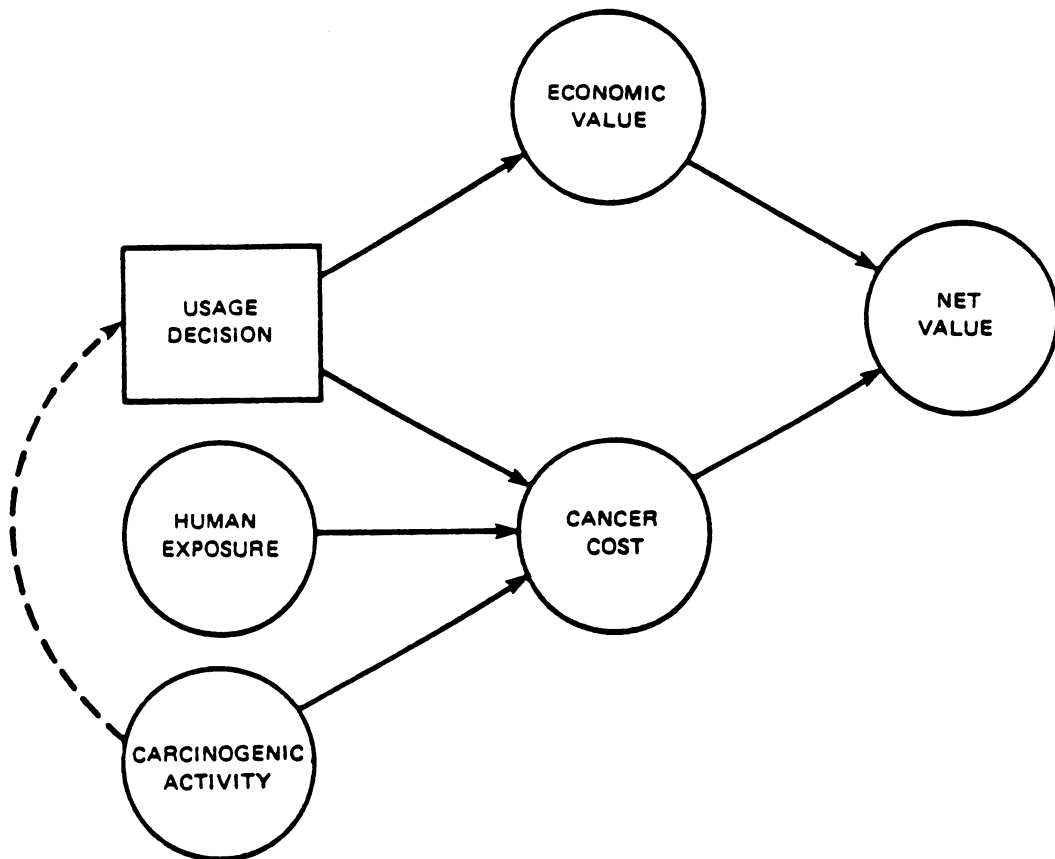 ECONOMIC
VALUE
USAGE
DECISION
NET
VALUE
HUMAN
EXPOSURE
CANCER
COST
CARCINOGENIC
ACTIVITY